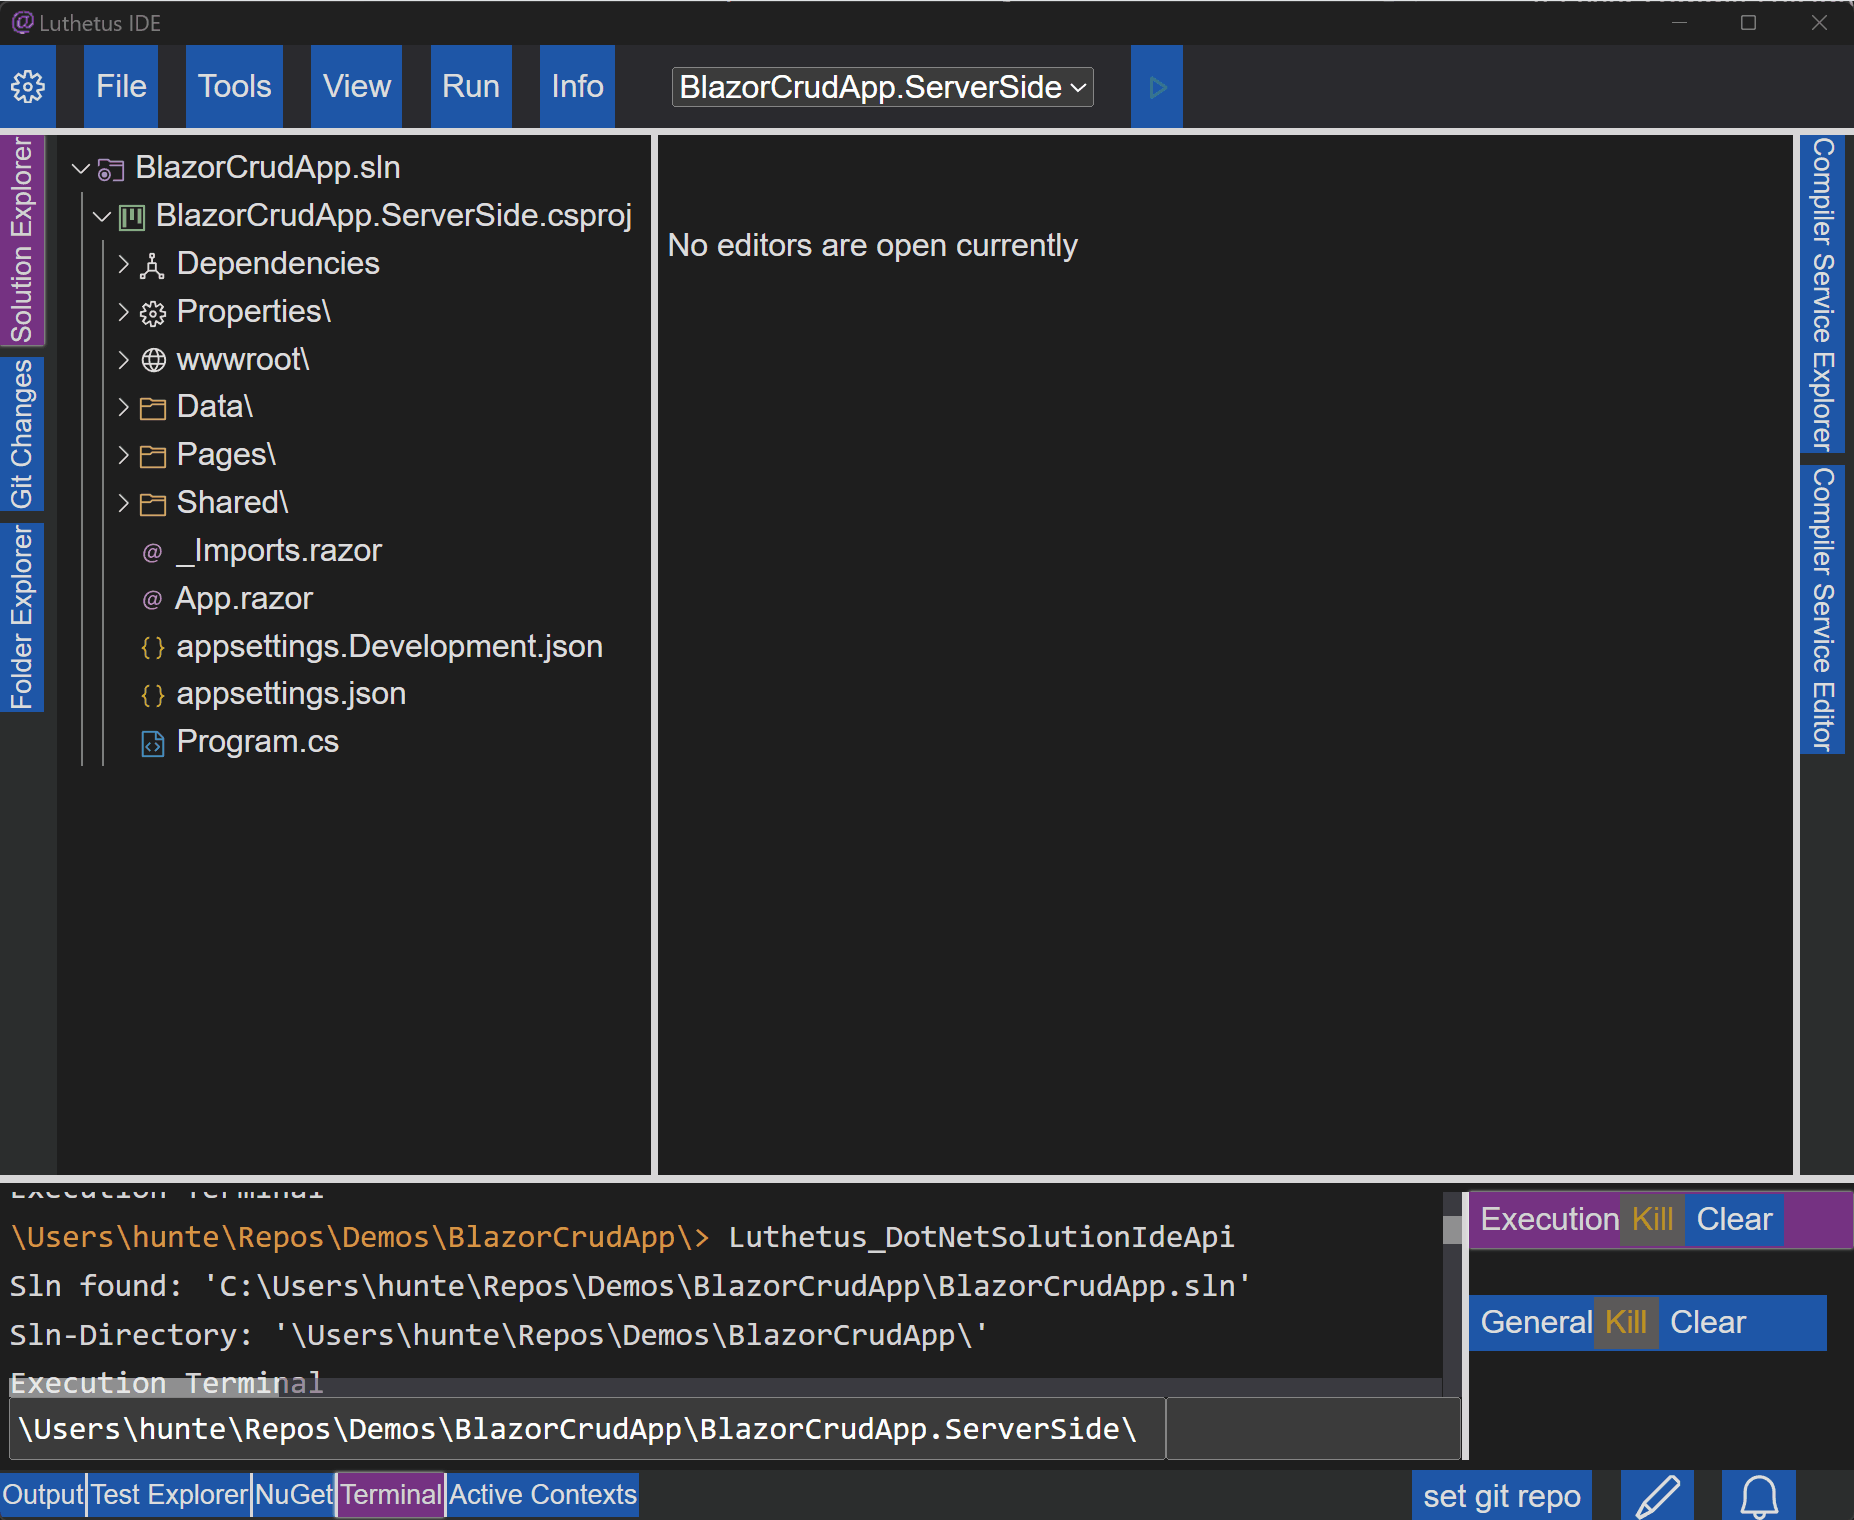 Luthetus IDE
File Tools View Run Info BlazorCrudApp.ServerSide
Solution Explorer
Git Changes
Folder Explorer
BlazorCrudApp.sln
BlazorCrudApp.ServerSide.csproj
Dependencies
Properties\
wwwroot\
Data\
Pages\
Shared\
@ _Imports.razor
@ App.razor
{} appsettings.Development.json
{} appsettings.json
Program.cs
No editors are open currently
Compiler Service Explorer
Compiler Service Editor
Execution Terminal
\Users\hunte\Repos\Demos\BlazorCrudApp\> Luthetus_DotNetSolutionIdeApi
Sln found: 'C:\Users\hunte\Repos\Demos\BlazorCrudApp\BlazorCrudApp.sln'
Sln-Directory: '\Users\hunte\Repos\Demos\BlazorCrudApp\'
Execution Terminal
\Users\hunte\Repos\Demos\BlazorCrudApp\BlazorCrudApp.ServerSide\
Execution Kill Clear
General Kill Clear
Output Test Explorer NuGet Terminal Active Contexts
set git repo